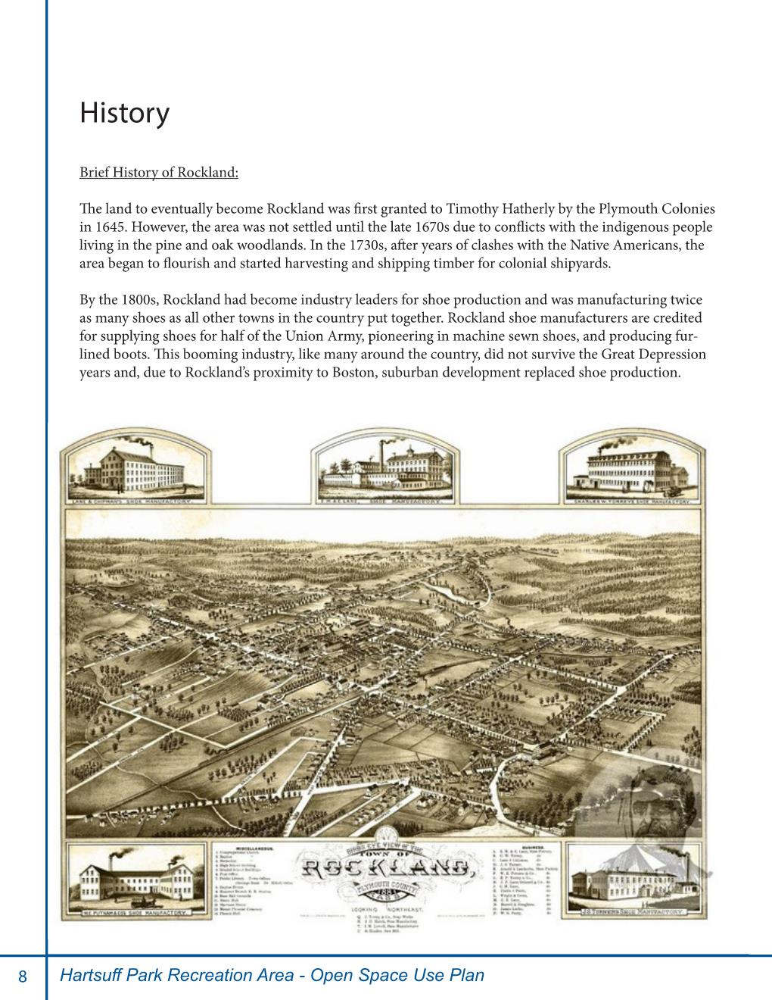 History
Brief History of Rockland:
The land to eventually become Rockland was first granted to Timothy Hatherly by the Plymouth Colonies
in 1645. However, the area was not settled until the late 1670s due to conflicts with the indigenous people
living in the pine and oak woodlands. In the 1730s, after years of clashes with the Native Americans, the
area began to flourish and started harvesting and shipping timber for colonial shipyards.
By the 1800s, Rockland had become industry leaders for shoe production and was manufacturing twice
as many shoes as all other towns in the country put together. Rockland shoe manufacturers are credited
for supplying shoes for half of the Union Army, pioneering in machine sewn shoes, and producing fur-
lined boots. This booming industry, like many around the country, did not survive the Great Depression
years and, due to Rockland's proximity to Boston, suburban development replaced shoe production.
LANE & CHIPMAN'S SHOE MANUFACTORY.
SHOE MANUFACTORY.
CHARLES W. TORREY'S SHOE MANUFACTORY.
W.E. PUTNAM & CO. SHOE MANUFACTORY.
MISCELLANEOUS.
BIRDS EYE VIEW OF THE
TOWN OF
ROCKLAND,
PLYMOUTH COUNTY
1881
MASS
LOOKING NORTHEAST.
BUSINESS.
J.S. TURNER'S SHOE MANUFACTORY.
8
Hartsuff Park Recreation Area - Open Space Use Plan